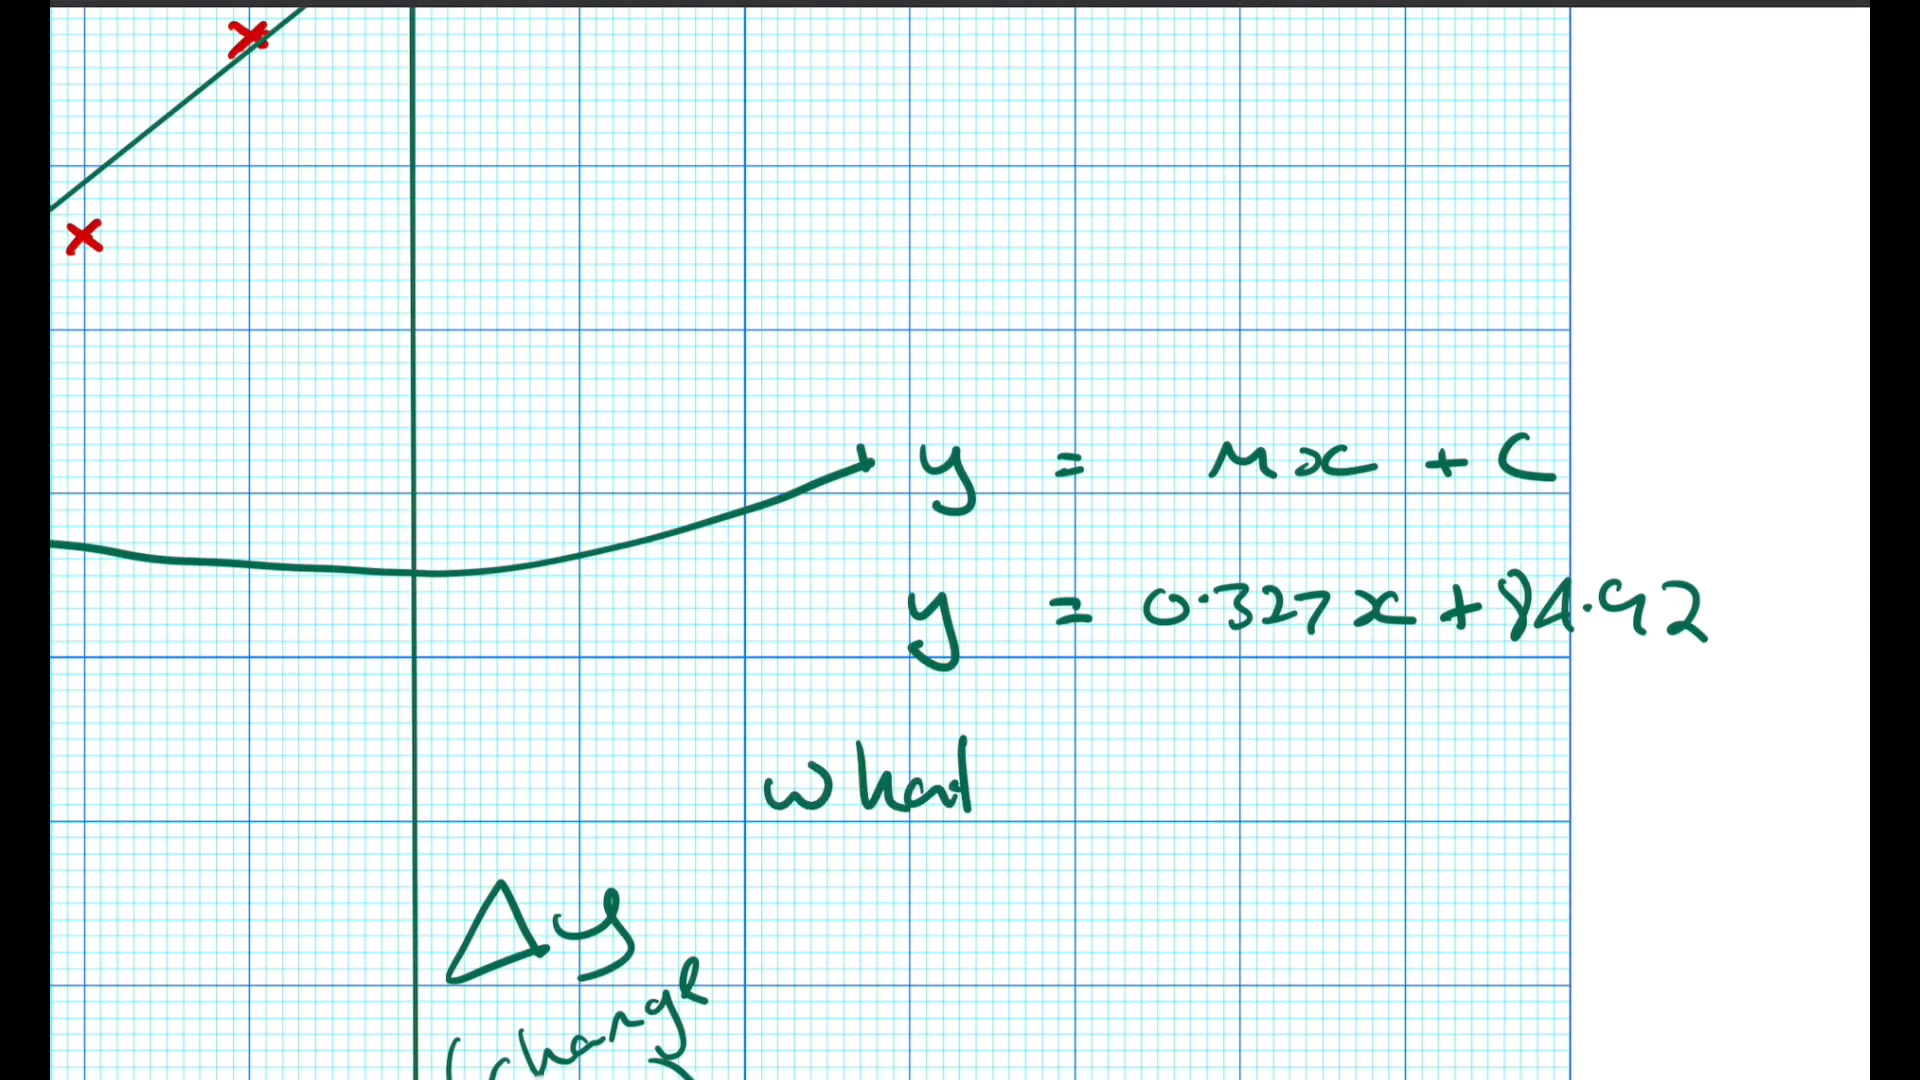 y = mx + c
y = 0.327x + 84.92
what
Δy
(change